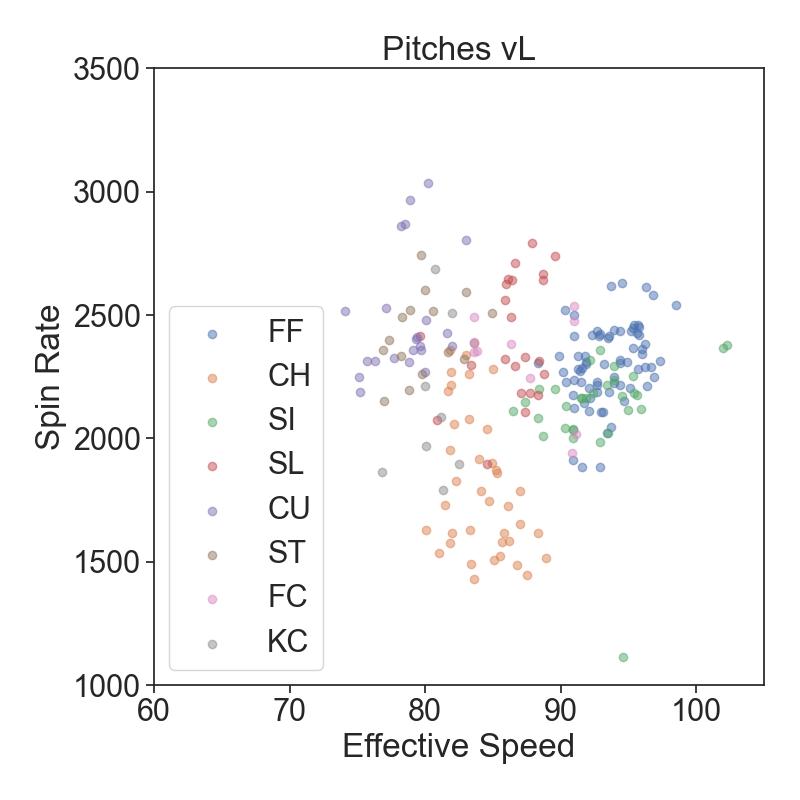 Pitches vL
3500
3000
2500
2000
1500
1000
Spin Rate
FF
CH
SI
SL
CU
ST
FC
KC
60 70 80 90 100
Effective Speed